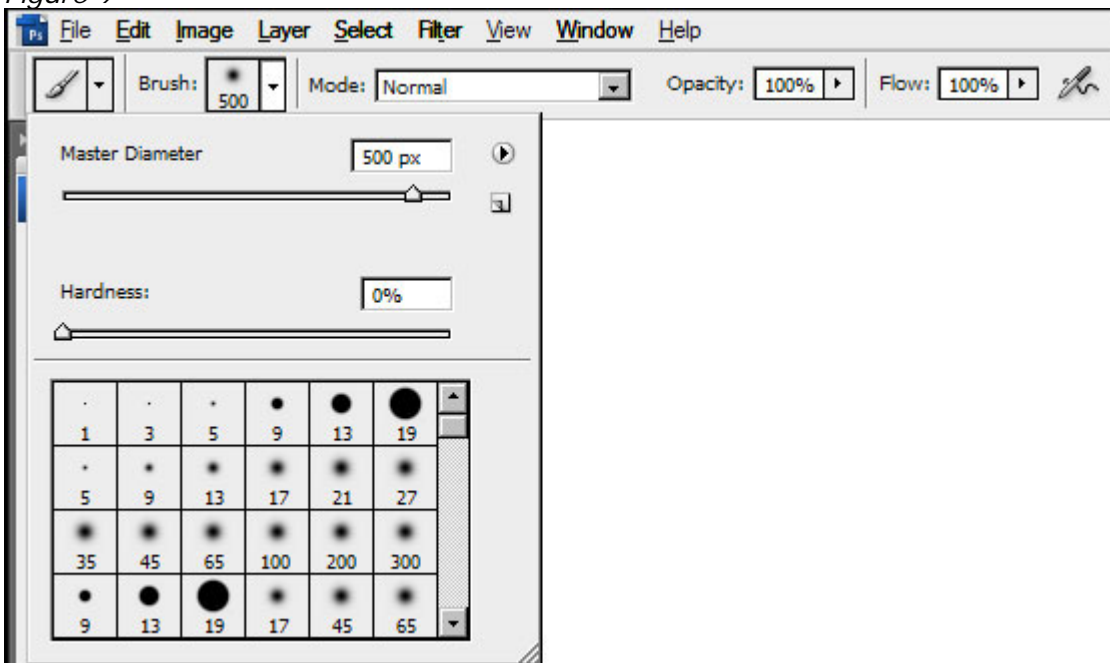 Ps File Edit Image Layer Select Filter View Window Help
Brush: 500 Mode: Normal Opacity: 100% Flow: 100%
Master Diameter 500 px
Hardness: 0%
1 3 5 9 13 19
5 9 13 17 21 27
35 45 65 100 200 300
9 13 19 17 45 65